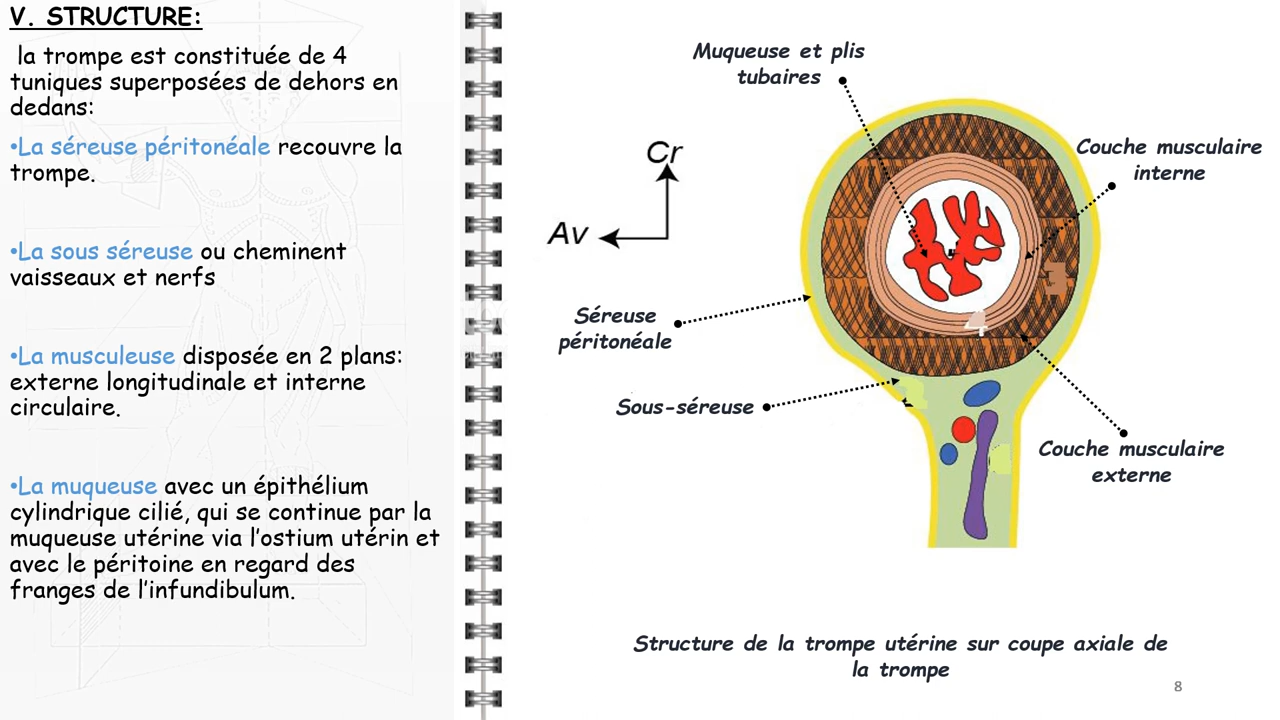 V. STRUCTURE:
la trompe est constituée de 4
tuniques superposées de dehors en
dedans:
•La séreuse péritonéale recouvre la
trompe.
•La sous séreuse ou cheminent
vaisseaux et nerfs
•La musculeuse disposée en 2 plans:
externe longitudinale et interne
circulaire.
•La muqueuse avec un épithélium
cylindrique cilié, qui se continue par la
muqueuse utérine via l'ostium utérin et
avec le péritoine en regard des
franges de l'infundibulum.
Muqueuse et plis
tubaires
Cr
Av
Couche musculaire
interne
Séreuse
péritonéale
4
Sous-séreuse
Couche musculaire
externe
Structure de la trompe utérine sur coupe axiale de
la trompe
8